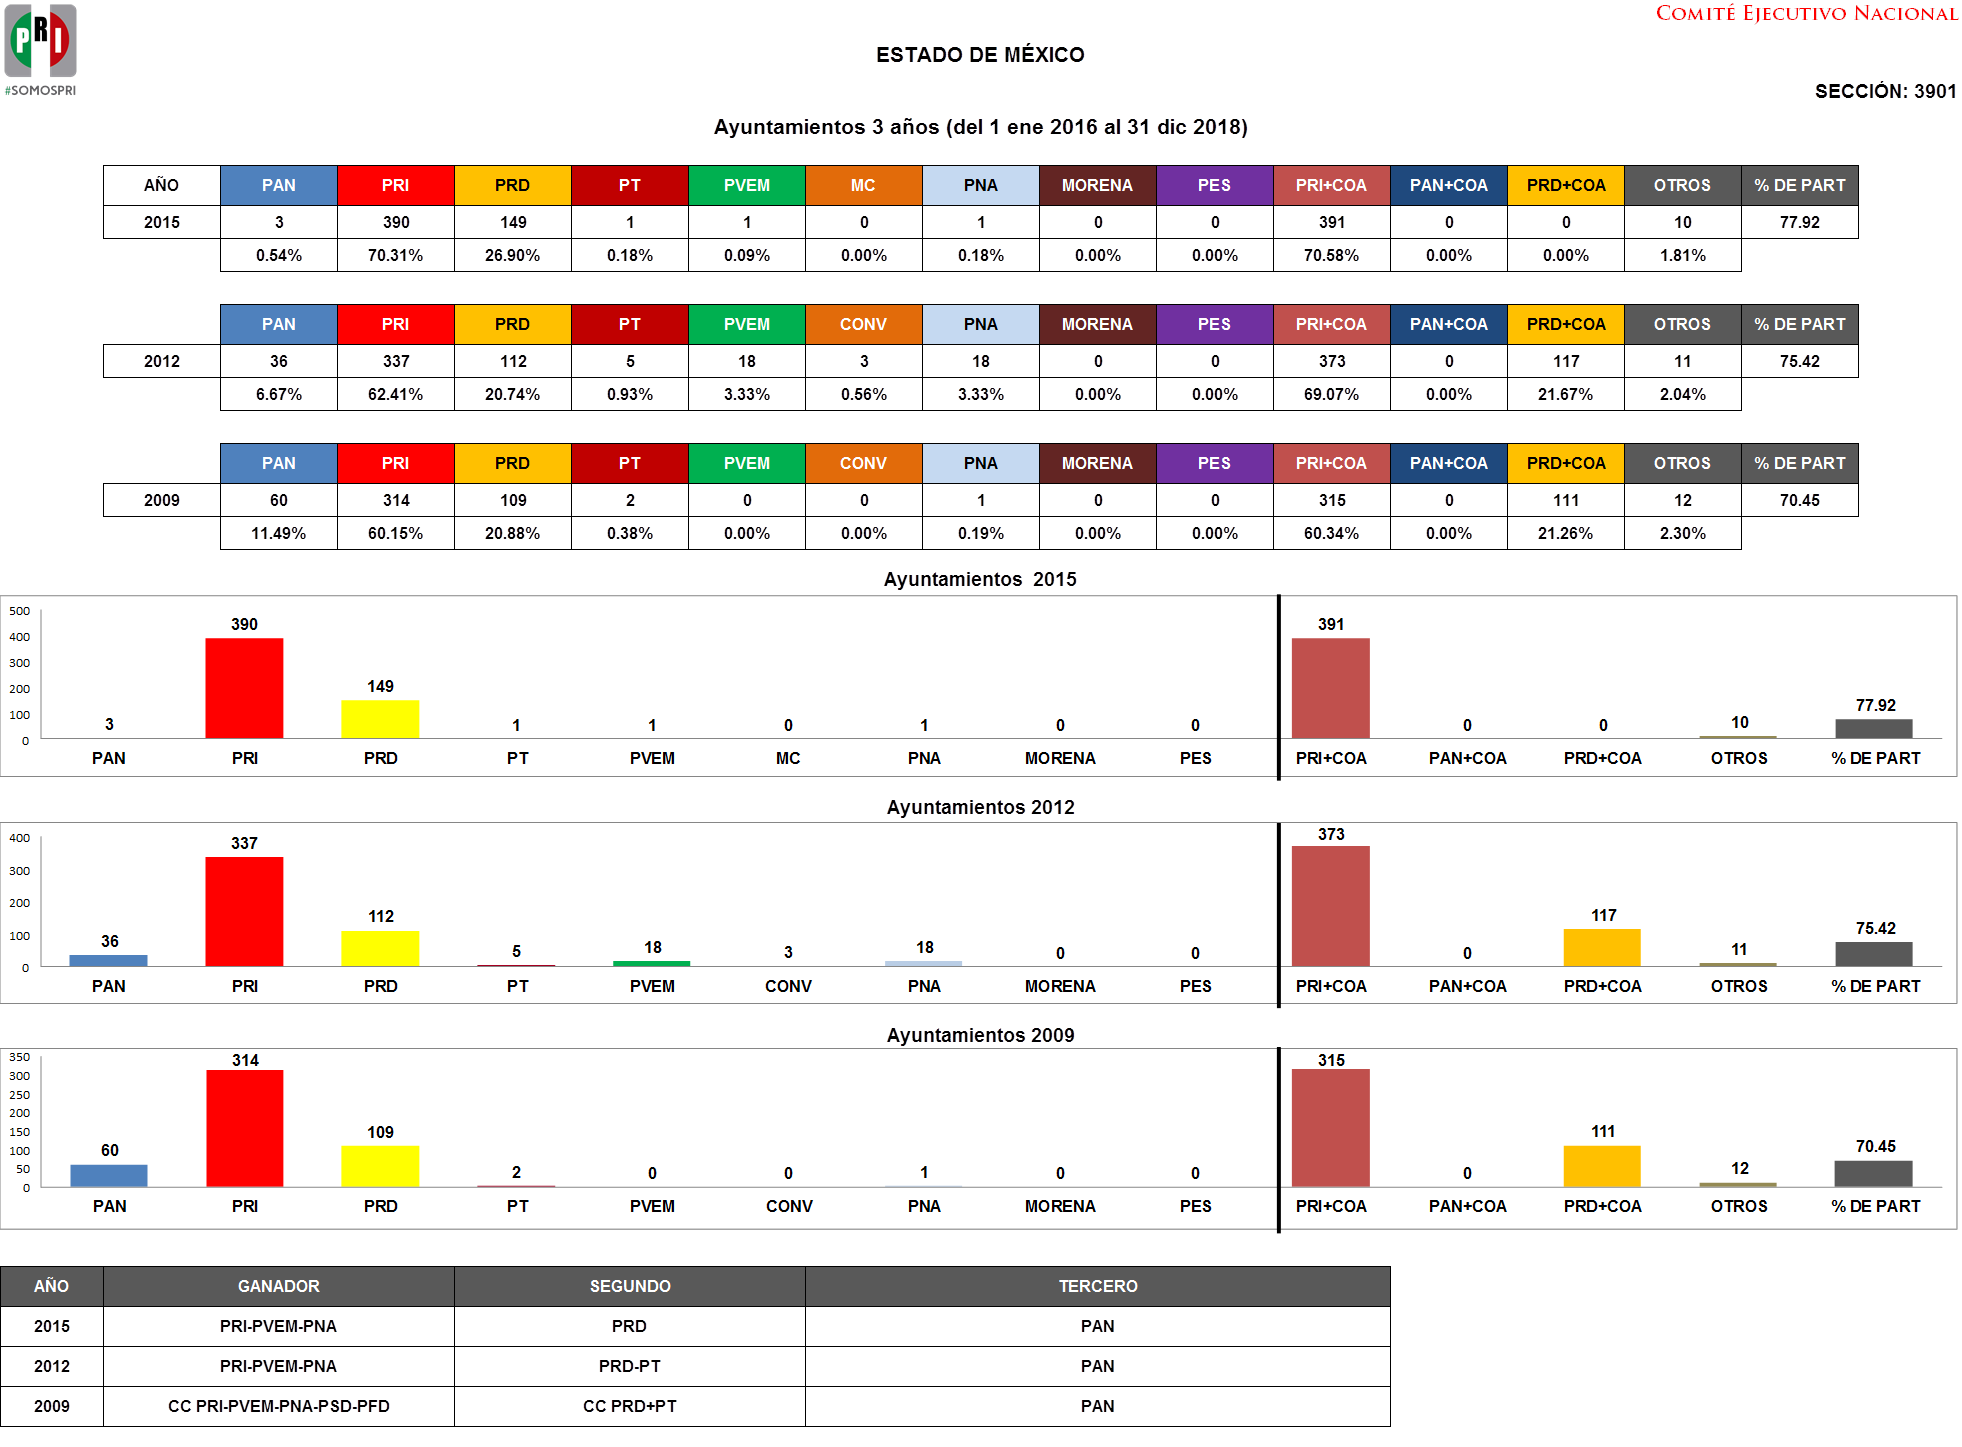 PRI
#SOMOSPRI
COMITÉ EJECUTIVO NACIONAL
ESTADO DE MÉXICO
SECCIÓN: 3901
Ayuntamientos 3 años (del 1 ene 2016 al 31 dic 2018)
AÑO PAN PRI PRD PT PVEM MC PNA MORENA PES PRI+COA PAN+COA PRD+COA OTROS % DE PART
2015 3 390 149 1 1 0 1 0 0 391 0 0 10 77.92
0.54% 70.31% 26.90% 0.18% 0.09% 0.00% 0.18% 0.00% 0.00% 70.58% 0.00% 0.00% 1.81%
PAN PRI PRD PT PVEM CONV PNA MORENA PES PRI+COA PAN+COA PRD+COA OTROS % DE PART
2012 36 337 112 5 18 3 18 0 0 373 0 117 11 75.42
6.67% 62.41% 20.74% 0.93% 3.33% 0.56% 3.33% 0.00% 0.00% 69.07% 0.00% 21.67% 2.04%
PAN PRI PRD PT PVEM CONV PNA MORENA PES PRI+COA PAN+COA PRD+COA OTROS % DE PART
2009 60 314 109 2 0 0 1 0 0 315 0 111 12 70.45
11.49% 60.15% 20.88% 0.38% 0.00% 0.00% 0.19% 0.00% 0.00% 60.34% 0.00% 21.26% 2.30%
Ayuntamientos 2015
500
400
300
200
100
0
3 390 149 1 1 0 1 0 0 391 0 0 10 77.92
PAN PRI PRD PT PVEM MC PNA MORENA PES PRI+COA PAN+COA PRD+COA OTROS % DE PART
Ayuntamientos 2012
400
300
200
100
0
36 337 112 5 18 3 18 0 0 373 0 117 11 75.42
PAN PRI PRD PT PVEM CONV PNA MORENA PES PRI+COA PAN+COA PRD+COA OTROS % DE PART
Ayuntamientos 2009
350
300
250
200
150
100
50
0
60 314 109 2 0 0 1 0 0 315 0 111 12 70.45
PAN PRI PRD PT PVEM CONV PNA MORENA PES PRI+COA PAN+COA PRD+COA OTROS % DE PART
AÑO GANADOR SEGUNDO TERCERO
2015 PRI-PVEM-PNA PRD PAN
2012 PRI-PVEM-PNA PRD-PT PAN
2009 CC PRI-PVEM-PNA-PSD-PFD CC PRD+PT PAN